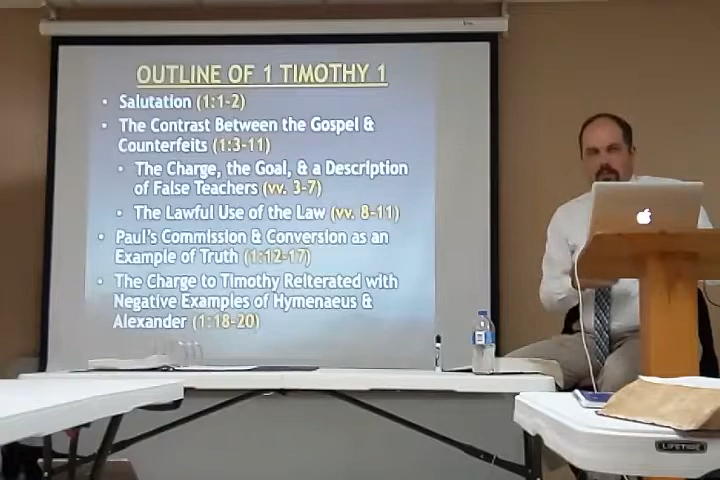 OUTLINE OF 1 TIMOTHY 1
• Salutation (1:1-2)
• The Contrast Between the Gospel &
Counterfeits (1:3-11)
• The Charge, the Goal, & a Description
of False Teachers (vv. 3-7)
• The Lawful Use of the Law (vv. 8-11)
• Paul's Commission & Conversion as an
Example of Truth (1:12-17)
• The Charge to Timothy Reiterated with
Negative Examples of Hymenaeus &
Alexander (1:18-20)
LIFETIME